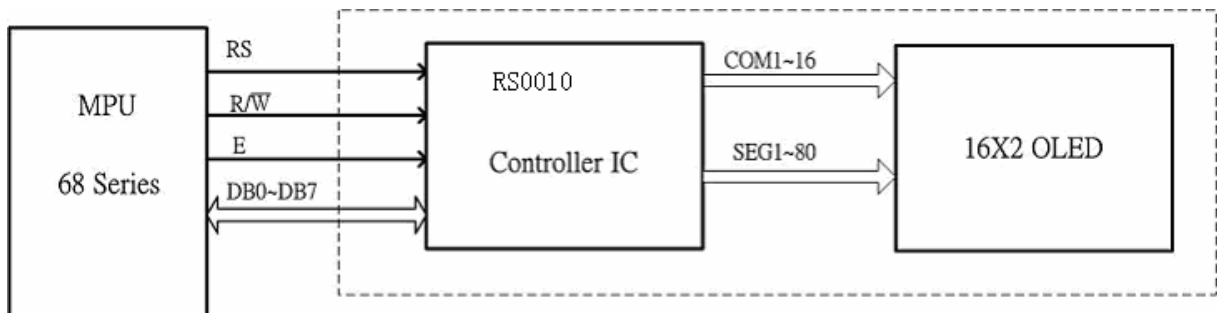 MPU
68 Series
RS
R/W̅
E
DB0~DB7
RS0010
Controller IC
COM1~16
SEG1~80
16X2 OLED